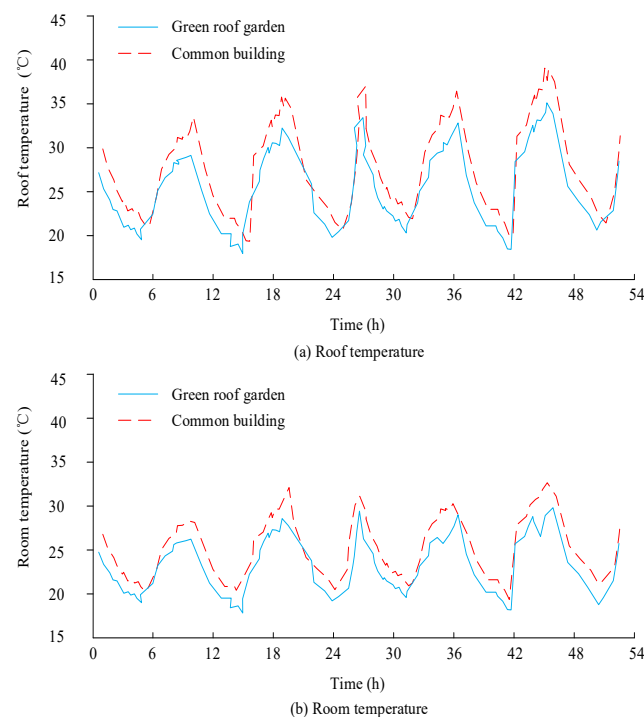 Green roof garden
Common building
Roof temperature (℃)
45
40
35
30
25
20
15
0 6 12 18 24 30 36 42 48 54
Time (h)
(a) Roof temperature
Green roof garden
Common building
Room temperature (℃)
45
40
35
30
25
20
15
0 6 12 18 24 30 36 42 48 54
Time (h)
(b) Room temperature